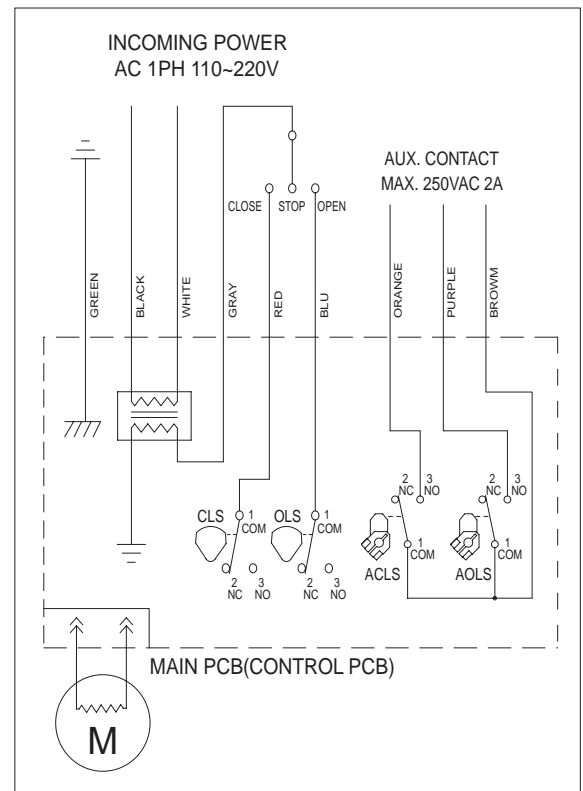 INCOMING POWER
AC 1PH 110~220V
AUX. CONTACT
MAX. 250VAC 2A
CLOSE STOP OPEN
GREEN
BLACK
WHITE
GRAY
RED
BLU
ORANGE
PURPLE
BROWM
CLS
1
COM
2
NC
3
NO
OLS
1
COM
2
NC
3
NO
2
NC
3
NO
1
COM
ACLS
2
NC
3
NO
1
COM
AOLS
MAIN PCB(CONTROL PCB)
M